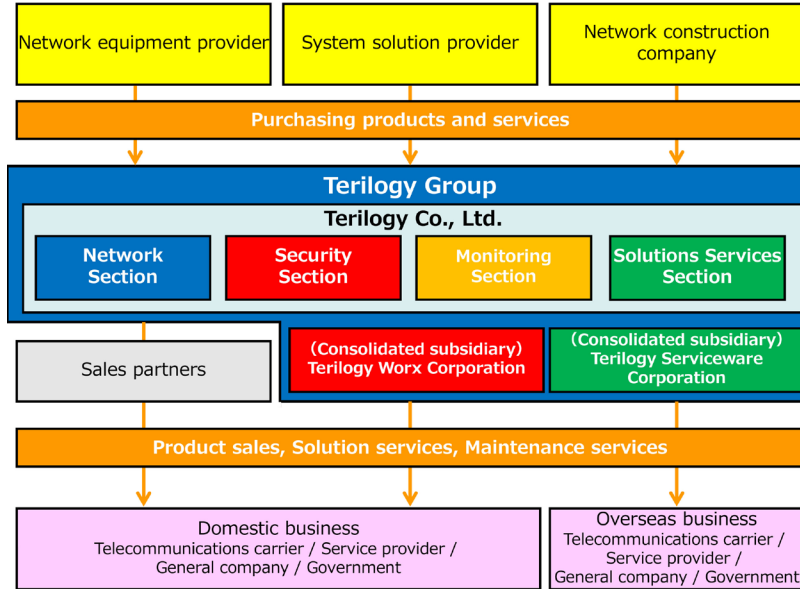 Network equipment provider
System solution provider
Network construction
company
Purchasing products and services
Terilogy Group
Terilogy Co., Ltd.
Network
Section
Security
Section
Monitoring
Section
Solutions Services
Section
Sales partners
(Consolidated subsidiary)
Terilogy Worx Corporation
(Consolidated subsidiary)
Terilogy Serviceware
Corporation
Product sales, Solution services, Maintenance services
Domestic business
Telecommunications carrier / Service provider /
General company / Government
Overseas business
Telecommunications carrier /
Service provider /
General company / Government